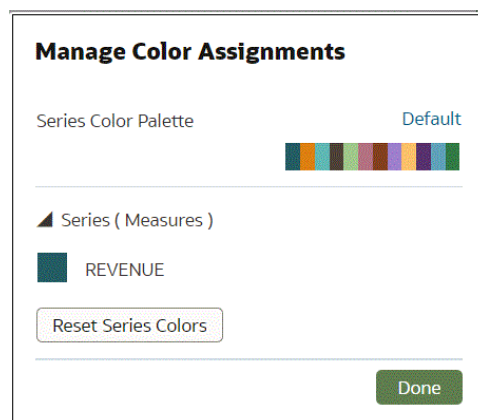 Manage Color Assignments
Series Color Palette Default
Series ( Measures )
REVENUE
Reset Series Colors
Done